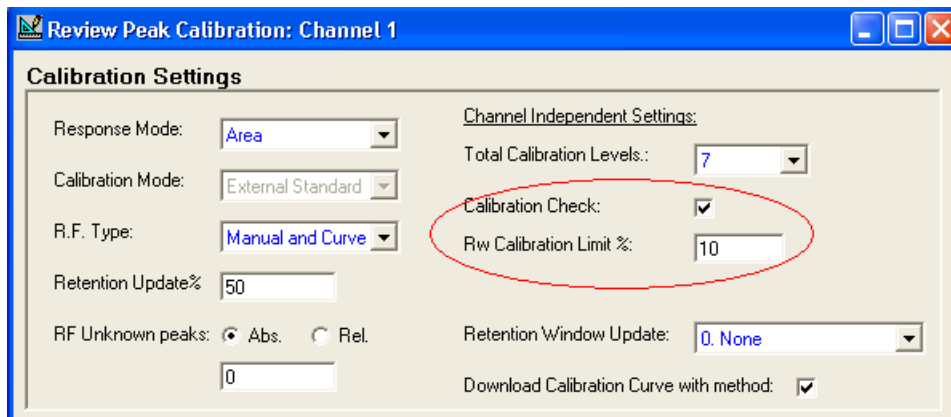 Review Peak Calibration: Channel 1
Calibration Settings
Response Mode: Area
Calibration Mode: External Standard
R.F. Type: Manual and Curve
Retention Update% 50
RF Unknown peaks: Abs. Rel.
0
Channel Independent Settings:
Total Calibration Levels.: 7
Calibration Check:
Rw Calibration Limit %: 10
Retention Window Update: 0. None
Download Calibration Curve with method: